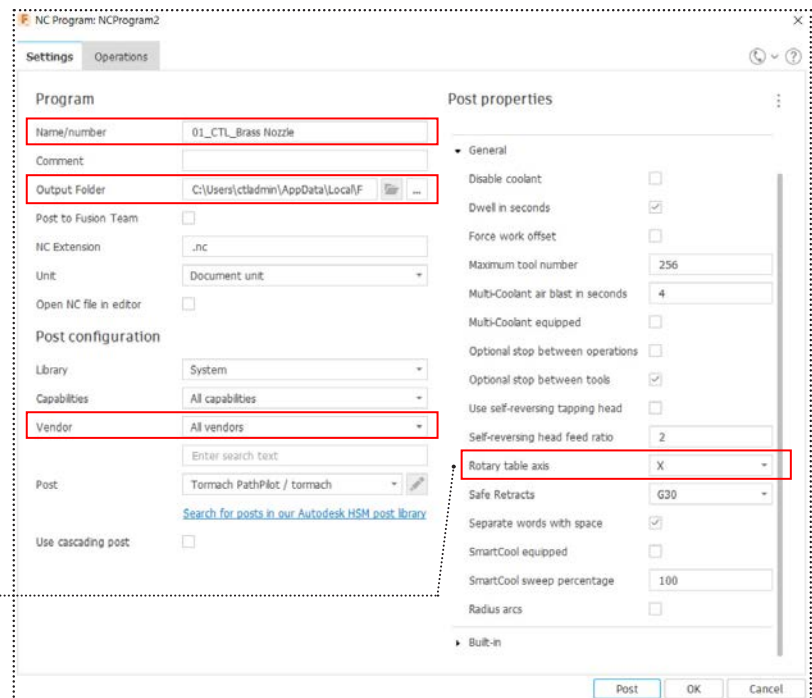 NC Program: NCProgram2
Settings Operations
Program
Name/number 01_CTL_Brass Nozzle
Comment
Output Folder C:\Users\ctladmin\AppData\Local\F ...
Post to Fusion Team
NC Extension .nc
Unit Document unit
Open NC file in editor
Post configuration
Library System
Capabilities All capabilities
Vendor All vendors
Enter search text
Post Tormach PathPilot / tormach
Search for posts in our Autodesk HSM post library
Use cascading post
Post properties
General
Disable coolant
Dwell in seconds
Force work offset
Maximum tool number 256
Multi-Coolant air blast in seconds 4
Multi-Coolant equipped
Optional stop between operations
Optional stop between tools
Use self-reversing tapping head
Self-reversing head feed ratio 2
Rotary table axis X
Safe Retracts G30
Separate words with space
SmartCool equipped
SmartCool sweep percentage 100
Radius arcs
Built-in
Post OK Cancel